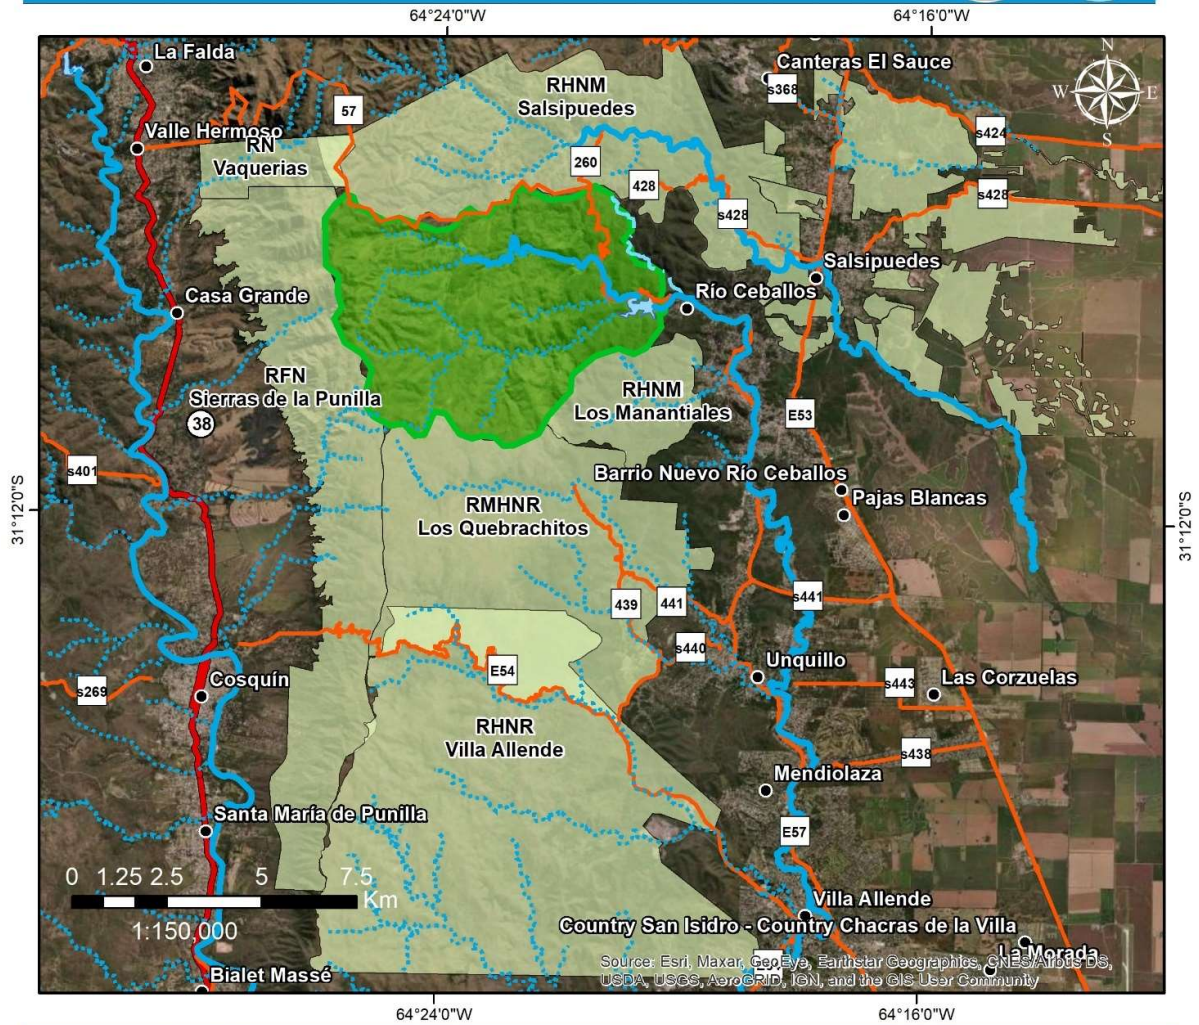 64°24'0"W
64°16'0"W
La Falda
Canteras El Sauce
N
W
E
S
RHNM
Salsipuedes
s368
57
s424
Valle Hermoso
RN
Vaquerias
260
428
s428
s428
Salsipuedes
Río Ceballos
Casa Grande
RFN
Sierras de la Punilla
RHNM
Los Manantiales
38
E53
s401
Barrio Nuevo Río Ceballos
Pajas Blancas
RMHNR
Los Quebrachitos
31°12'0"S
31°12'0"S
439
441
s441
s440
Unquillo
E54
Cosquín
s269
s443
Las Corzuelas
RHNR
Villa Allende
s438
Mendiolaza
Santa María de Punilla
E57
0 1.25 2.5 5 7.5
Km
1:150.000
Villa Allende
Country San Isidro - Country Chacras de la Villa
La Morada
Bialet Massé
Source: Esri, Maxar, GeoEye, Earthstar Geographics, CNES/Airbus DS,
USDA, USGS, AeroGRID, IGN, and the GIS User Community
64°24'0"W
64°16'0"W